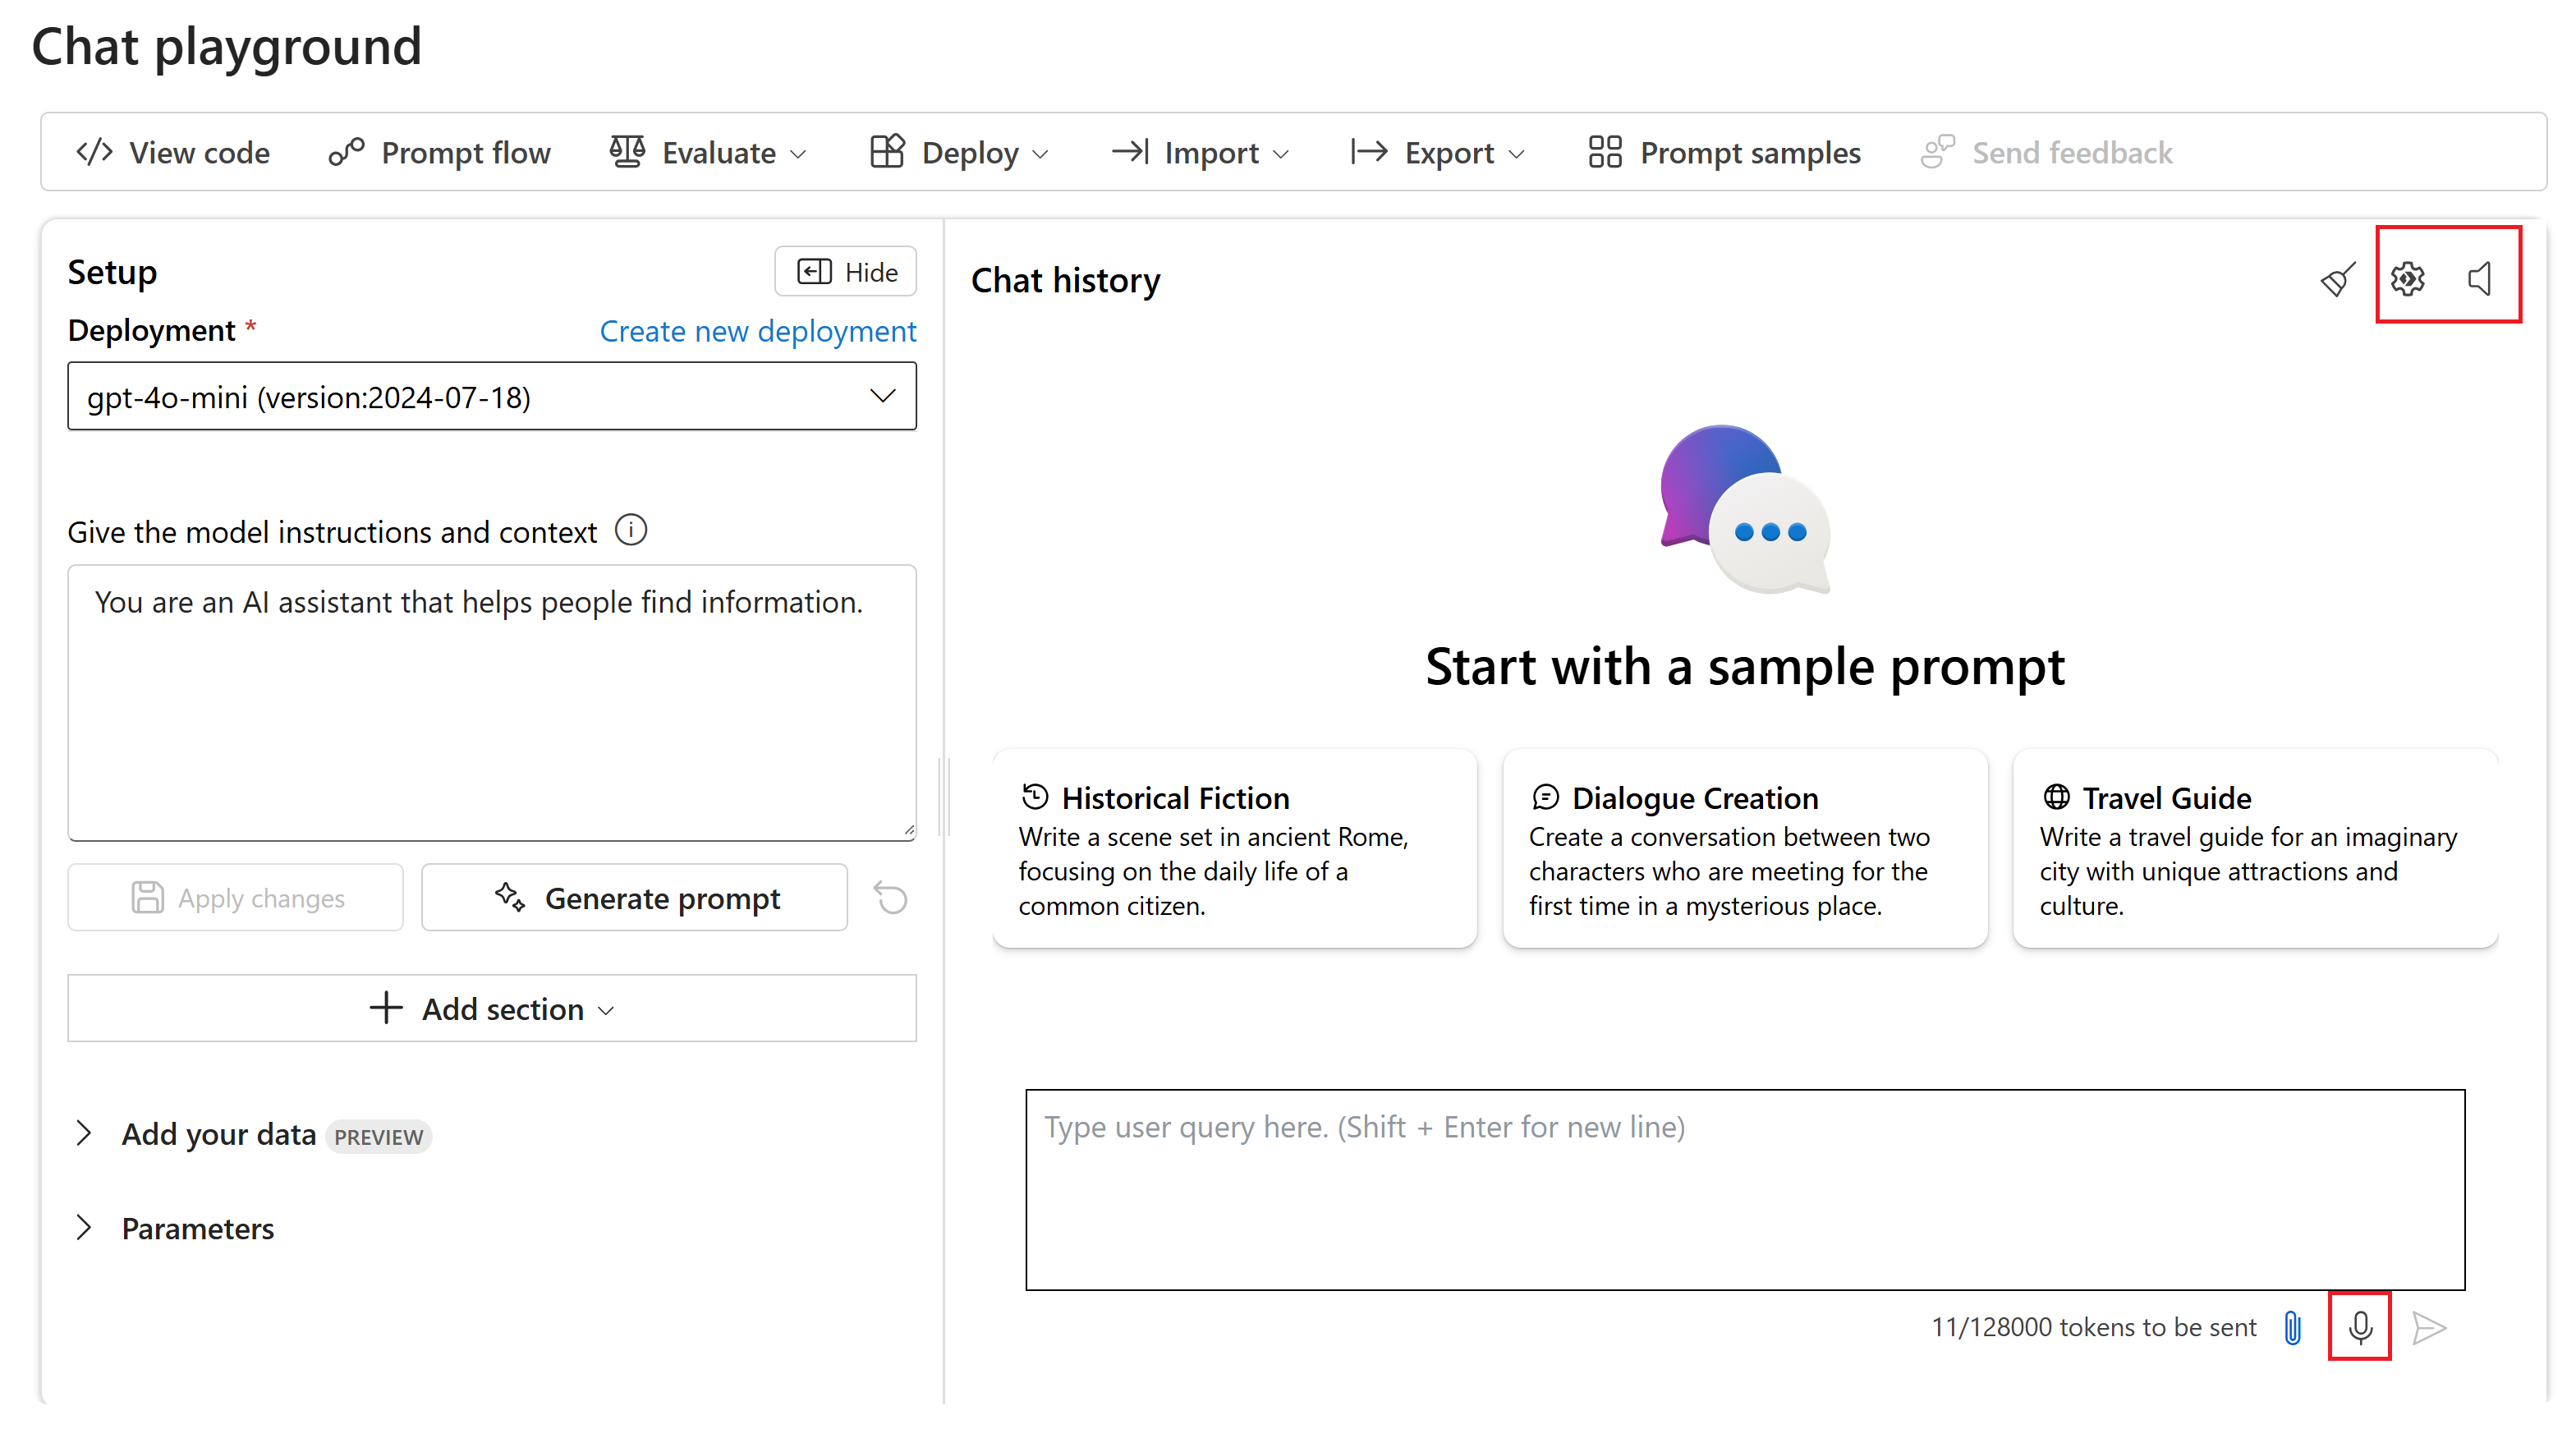 Chat playground
View code Prompt flow Evaluate Deploy Import Export Prompt samples Send feedback
Setup
Hide
Deployment *
Create new deployment
gpt-4o-mini (version:2024-07-18)
Give the model instructions and context
You are an AI assistant that helps people find information.
Apply changes
Generate prompt
Add section
Add your data PREVIEW
Parameters
Chat history
Start with a sample prompt
Historical Fiction
Write a scene set in ancient Rome,
focusing on the daily life of a
common citizen.
Dialogue Creation
Create a conversation between two
characters who are meeting for the
first time in a mysterious place.
Travel Guide
Write a travel guide for an imaginary
city with unique attractions and
culture.
Type user query here. (Shift + Enter for new line)
11/128000 tokens to be sent